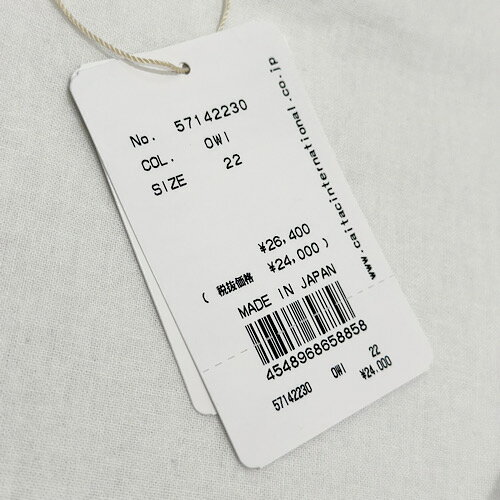 No. 57142230
COL. OWI
SIZE 22
¥26,400
( 税抜価格 ¥24,000 )
MADE IN JAPAN
4548968658858
57142230 OWI 22
¥24,000
www.caitacinternational.co.jp